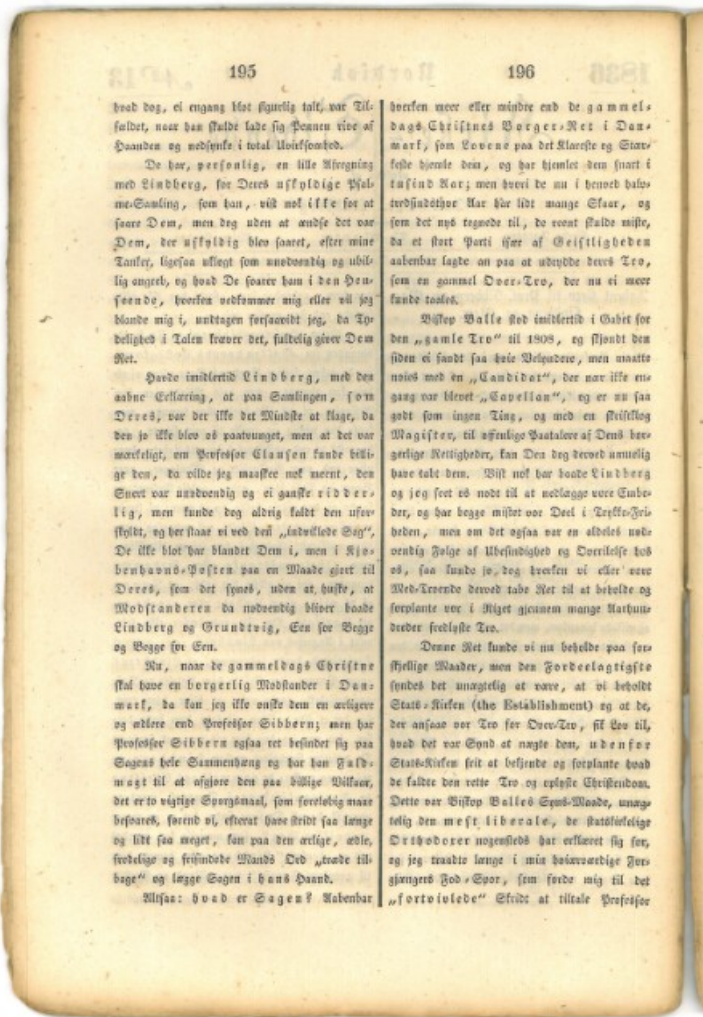 195
hvad dog, ei engang blot figurlig talt, var Til-
fældet, naar han skulde lade sig Pennen rive af
Haanden og nedsynke i total Uvirksomhed.
De har, personlig, en lille Afregning
med Lindberg, for Deres uskyldige Psal-
me-Samling, som han, vist nok ikke for at
saare Dem, men dog uden at ændse det var
Dem, der uskyldig blev saaret, efter mine
Tanker, ligesaa uklogt som unødvendig og ubil-
lig angreb, og hvad De svarer ham i den Hen-
seende, hverken vedkommer mig eller vil jeg
blande mig i, undtagen forsaavidt jeg, da Ty-
delighed i Talen kræver det, fuldelig giver Dem
Ret.
Havde imidlertid Lindberg, med den
aabne Erklæring, at paa Samlingen, som
Deres, var der ikke det Mindste at klage, da
den jo ikke blev os paatvunget, men at det var
mærkeligt, om Professor Clausen kunde billi-
ge den, da vilde jeg maaskee nok meent, den
Snert var unødvendig og ei ganske ridder-
lig, men kunde dog aldrig kaldt den ufor-
skyldt, og her staae vi ved den „indviklede Sag“,
De ikke blot har blandet Dem i, men i Kjø-
benhavns-Posten paa en Maade gjort til
Deres, som det synes, uden at huske, at
Modstanderen da nødvendig bliver baade
Lindberg og Grundtvig, Een for Begge
og Begge for Een.
Nu, naar de gammeldags Christne
skal have en borgerlig Modstander i Dan-
mark, da kan jeg ikke ønske dem en ærligere
og ædlere end Professor Sibbern; men har
Professor Sibbern ogsaa ret besindet sig paa
Sagens hele Sammenhæng og har han Fuld-
magt til at afgjøre den paa billige Vilkaar,
det er to vigtige Spørgsmaal, som foreløbig maae
besvares, førend vi, efterat have stridt saa længe
og lidt saa meget, kan paa den ærlige, ædle,
fredelige og frisindede Mands Ord „træde til-
bage“ og lægge Sagen i hans Haand.
Altsaa: hvad er Sagens Aabenbar
196
hverken meer eller mindre end de gammel-
dags Christnes Borger-Ret i Dan-
mark, som Lovene paa det Klareste og Stær-
keste hjemle dem, og har hjemlet dem snart i
tusind Aar; men hvori de nu i henved halv-
tredsindstyve Aar har lidt mange Skaar, og
som det nys tegnede til, de reent skulde miste,
da et stort Parti især af Geistligheden
aabenbar lagde an paa at udrydde deres Tro,
som en gammel Over-Tro, der nu ei meer
kunde taales.
Biskop Balle stod imidlertid i Gabet for
den „gamle Tro“ til 1808, og skjøndt den
siden ei fandt saa høie Velyndere, men maatte
nøies med en „Candidat“, der nær ikke en-
gang var blevet „Capellan“, og er nu saa
godt som ingen Ting, og med en skriftklog
Magister, til offenlige Paatalere af Dens bor-
gerlige Rettigheder, kan Den dog derved umuelig
have tabt dem. Vist nok har baade Lindberg
og jeg seet os nødt til at nedlægge vore Embe-
der, og har begge mistet vor Deel i Trykke-Fri-
heden, men om det ogsaa var en aldeles nød-
vendig Følge af Ubesindighed og Overilelse hos
os, saa kunde jo dog hverken vi eller vore
Med-Troende derved tabe Ret til at beholde og
forplante vor i Riget gjennem mange Aarhun-
dreder fredlyste Tro.
Denne Ret kunde vi nu beholde paa for-
skjellige Maader, men den Fordeelagtigste
syndes det unægtelig at være, at vi beholdt
Stats-Kirken (the Establishment) og at de,
der ansaae vor Tro for Over-Tro, fik Lov til,
hvad det var Synd at nægte dem, udenfor
Stats-Kirken frit at bekjende og forplante hvad
de kaldte den rette Tro og oplyste Christendom.
Dette var Biskop Balles Syns-Maade, unæg-
telig den mest liberale, de statskirkelige
Orthodoxer nogensteds har erklæret sig for,
og jeg traadte længe i min høiærværdige For-
gjængers Fod-Spor, som førde mig til det
„fortvivlede“ Skridt at tiltale Professor